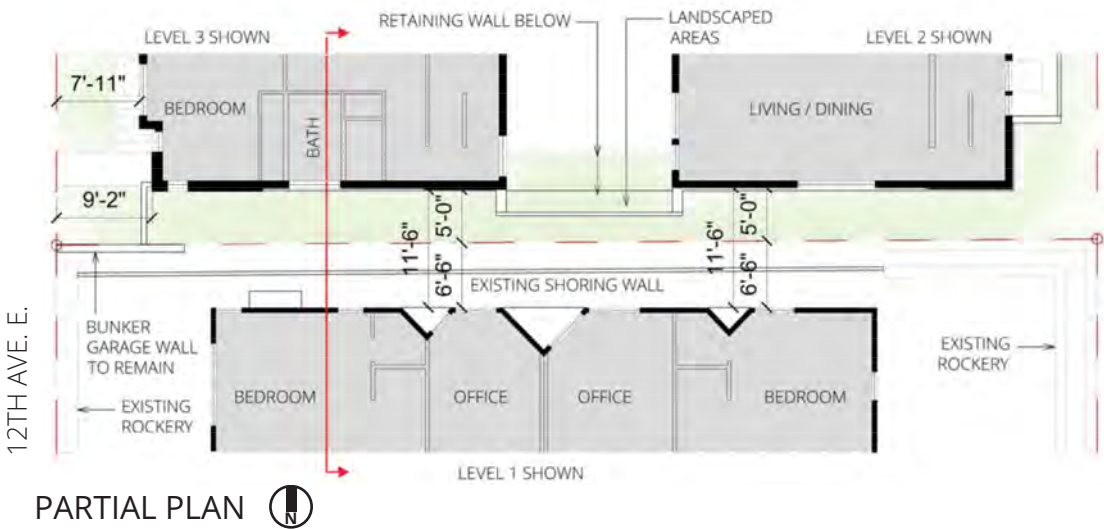 RETAINING WALL BELOW
LANDSCAPED
AREAS
LEVEL 3 SHOWN
LEVEL 2 SHOWN
7'-11"
BEDROOM
BATH
LIVING / DINING
9'-2"
11'-6"
5'-0"
6'-6"
11'-6"
5'-0"
6'-6"
EXISTING SHORING WALL
12TH AVE. E.
BUNKER
GARAGE WALL
TO REMAIN
EXISTING
ROCKERY
BEDROOM
OFFICE
OFFICE
BEDROOM
EXISTING
ROCKERY
LEVEL 1 SHOWN
PARTIAL PLAN
N